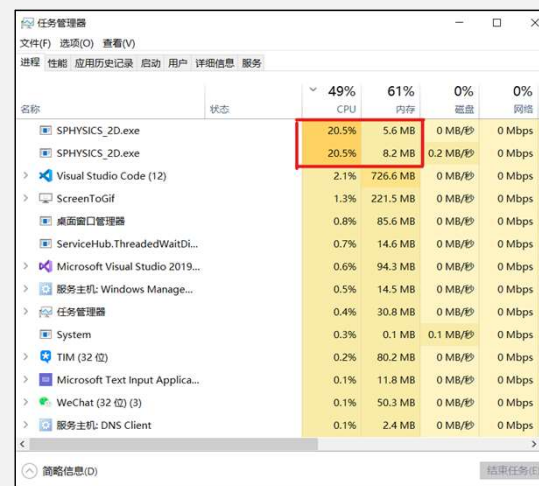 任务管理器
文件(F) 选项(O) 查看(V)
进程 性能 应用历史记录 启动 用户 详细信息 服务
49% 61% 0% 0%
名称 状态 CPU 内存 磁盘 网络
SPHYSICS_2D.exe 20.5% 5.6 MB 0 MB/秒 0 Mbps
SPHYSICS_2D.exe 20.5% 8.2 MB 0.2 MB/秒 0 Mbps
Visual Studio Code (12) 2.1% 726.6 MB 0 MB/秒 0 Mbps
ScreenToGif 1.3% 221.5 MB 0 MB/秒 0 Mbps
桌面窗口管理器 0.8% 85.6 MB 0 MB/秒 0 Mbps
ServiceHub.ThreadedWaitDi... 0.7% 14.6 MB 0 MB/秒 0 Mbps
Microsoft Visual Studio 2019... 0.6% 94.3 MB 0 MB/秒 0 Mbps
服务主机: Windows Manage... 0.5% 14.5 MB 0 MB/秒 0 Mbps
任务管理器 0.4% 30.8 MB 0 MB/秒 0 Mbps
System 0.3% 0.1 MB 0.1 MB/秒 0 Mbps
TIM (32 位) 0.2% 80.2 MB 0 MB/秒 0 Mbps
Microsoft Text Input Applica... 0.1% 11.8 MB 0 MB/秒 0 Mbps
WeChat (32 位) (3) 0.1% 50.3 MB 0 MB/秒 0 Mbps
服务主机: DNS Client 0.1% 2.4 MB 0 MB/秒 0 Mbps
简略信息(D) 结束任务(E